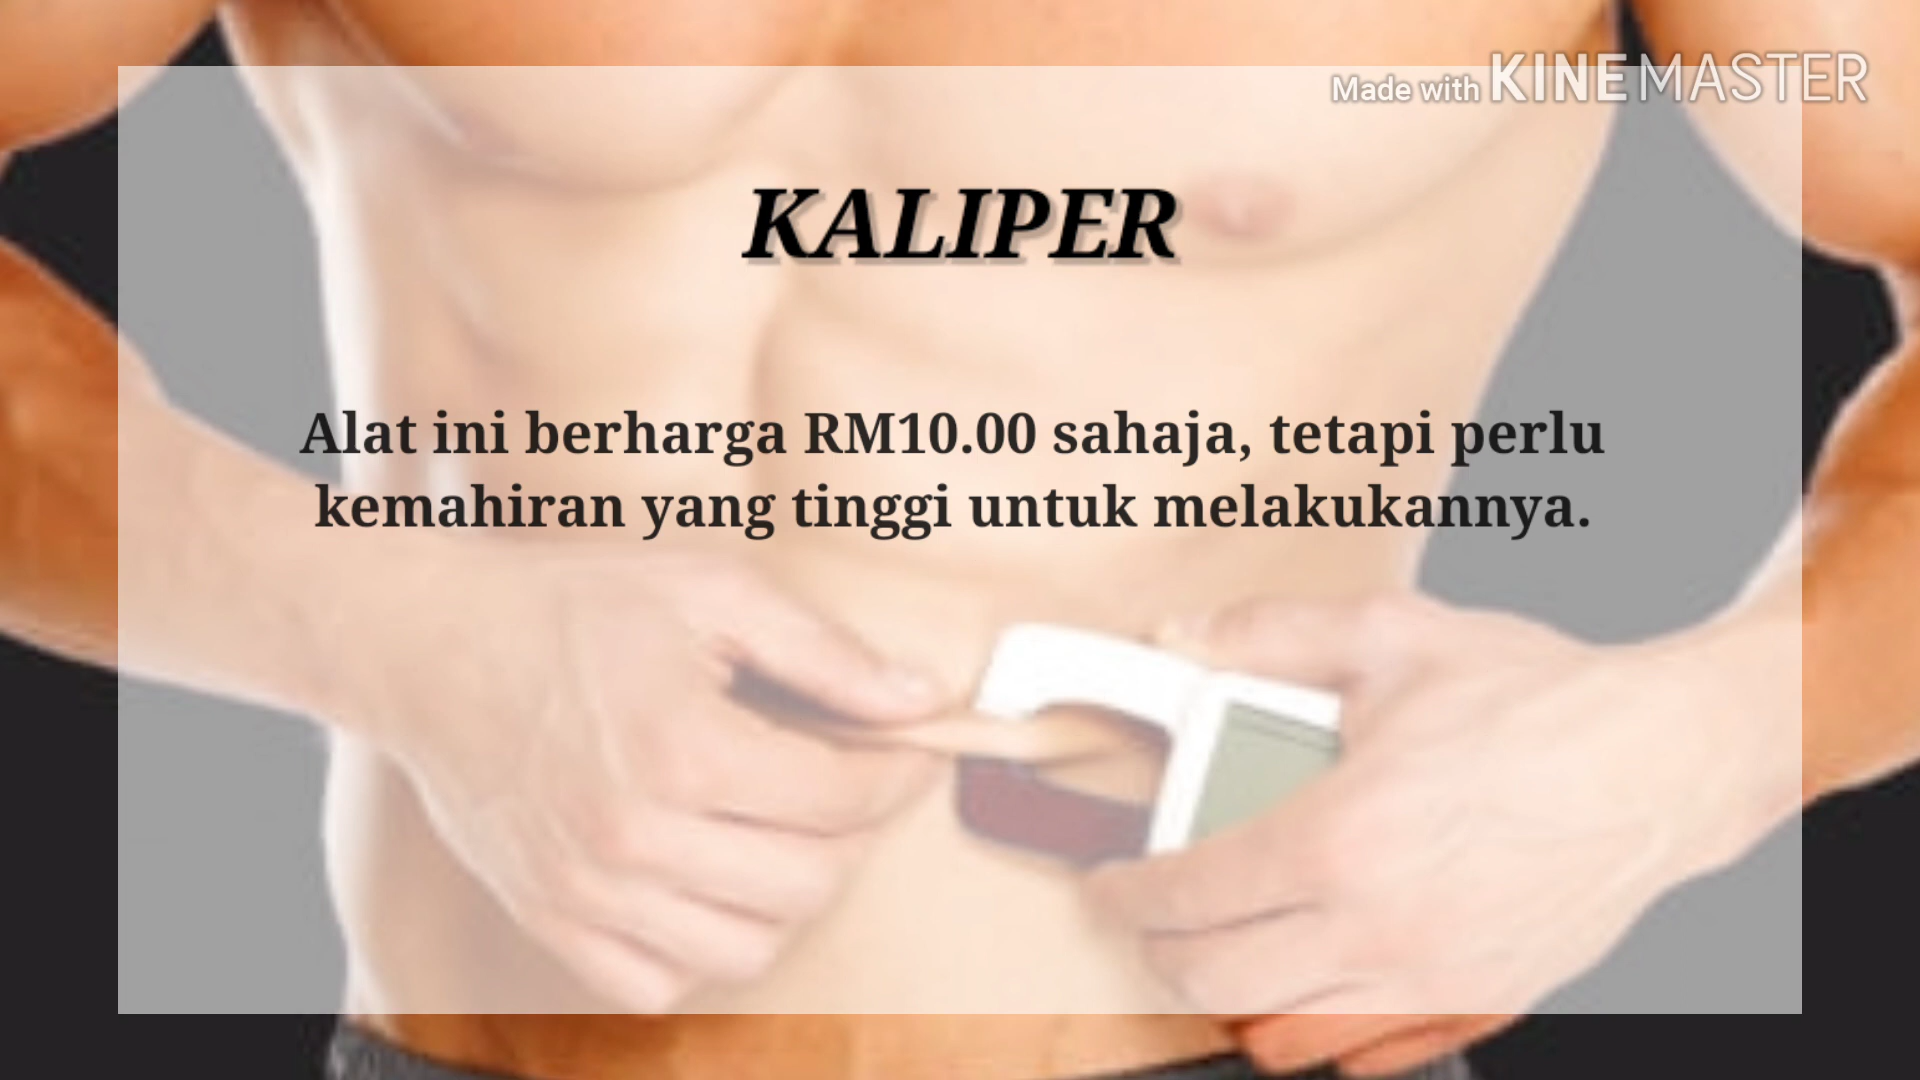 Made with KINEMASTER
KALIPER
Alat ini berharga RM10.00 sahaja, tetapi perlu
kemahiran yang tinggi untuk melakukannya.